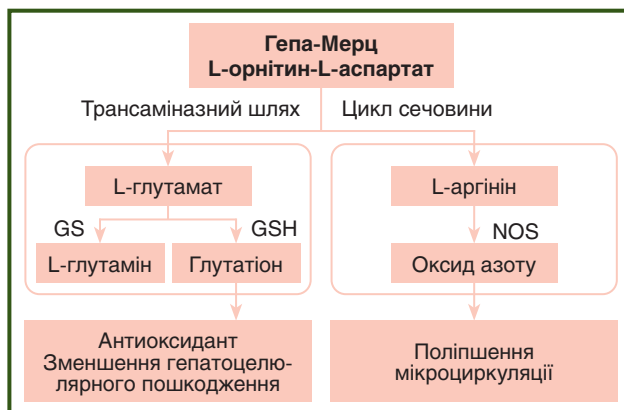 Гепа-Мерц
L-орнітин-L-аспартат
Трансаміназний шлях
Цикл сечовини
L-глутамат
L-аргінін
GS
GSH
NOS
L-глутамін
Глутатіон
Оксид азоту
Антиоксидант
Зменшення гепатоцелю-
лярного пошкодження
Поліпшення
мікроциркуляції